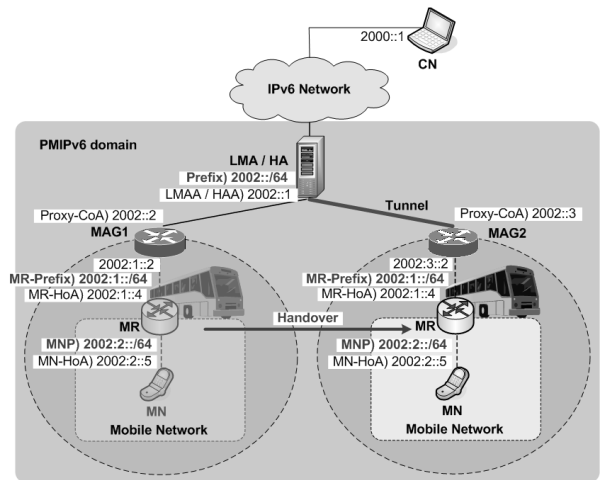 2000::1
CN
IPv6 Network
PMIPv6 domain
LMA / HA
Prefix) 2002::/64
LMAA / HAA) 2002::1
Tunnel
Proxy-CoA) 2002::2
MAG1
Proxy-CoA) 2002::3
MAG2
2002:1::2
MR-Prefix) 2002:1::/64
MR-HoA) 2002:1::4
MR
MNP) 2002:2::/64
MN-HoA) 2002:2::5
MN
Mobile Network
Handover
2002:3::2
MR-Prefix) 2002:1::/64
MR-HoA) 2002:1::4
MR
MNP) 2002:2::/64
MN-HoA) 2002:2::5
MN
Mobile Network